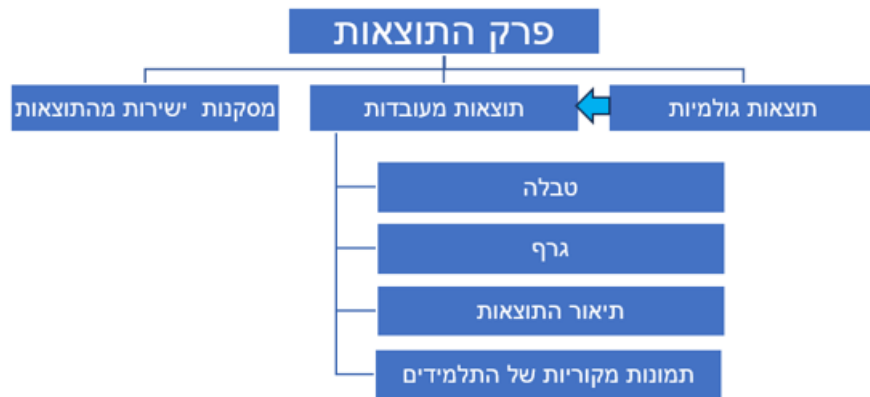 פרק התוצאות
תוצאות גולמיות
תוצאות מעובדות
מסקנות ישירות מהתוצאות
טבלה
גרף
תיאור התוצאות
תמונות מקוריות של התלמידים